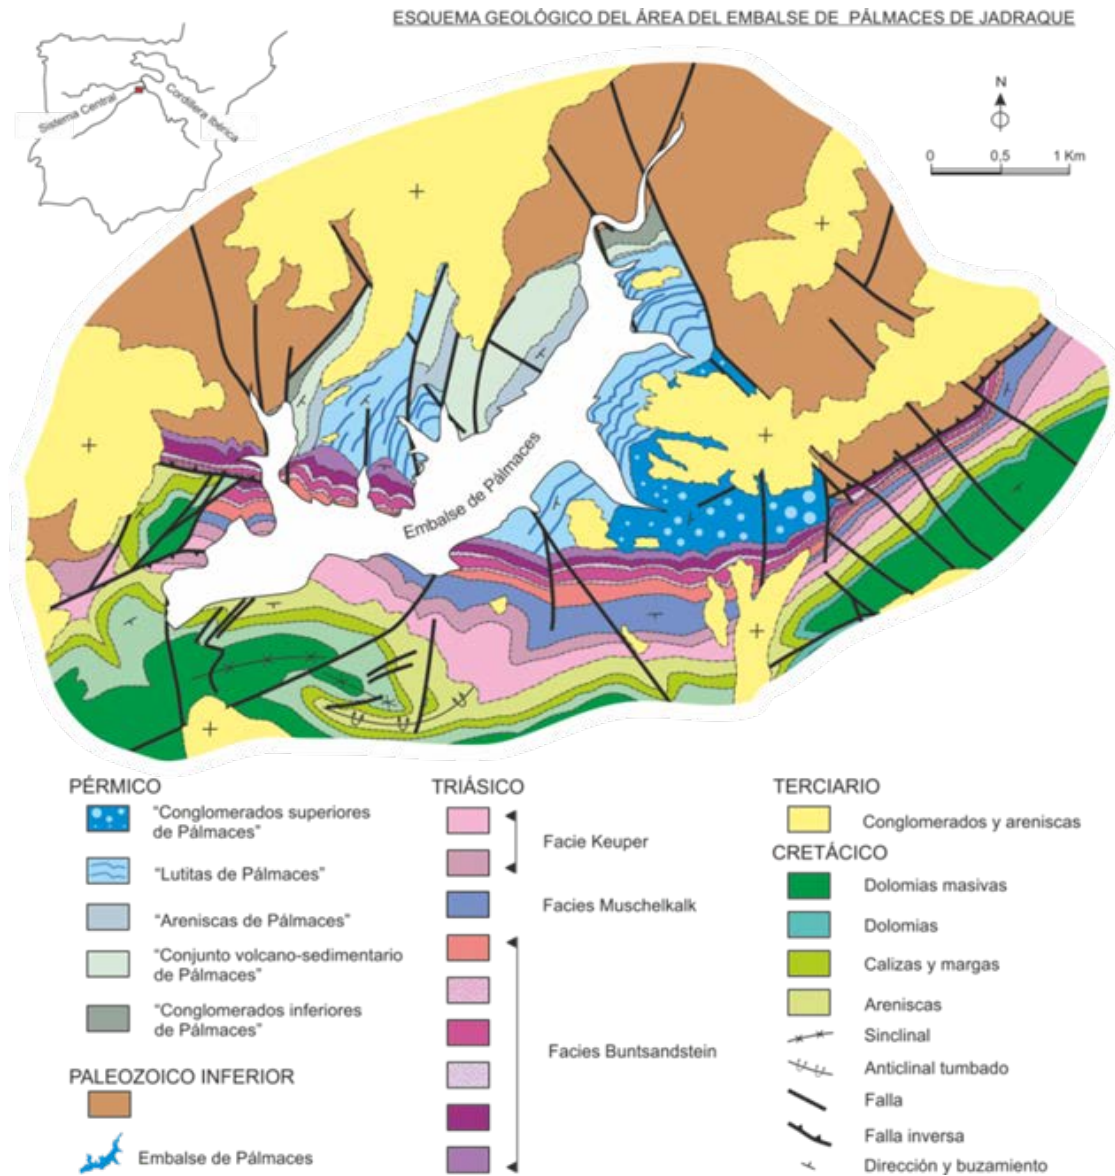 ESQUEMA GEOLÓGICO DEL ÁREA DEL EMBALSE DE PÁLMACES DE JADRAQUE
Sistema Central
Cordillera Ibérica
N
0 0,5 1 Km
Embalse de Pálmaces
PÉRMICO
"Conglomerados superiores
de Pálmaces"
"Lutitas de Pálmaces"
"Areniscas de Pálmaces"
"Conjunto volcano-sedimentario
de Pálmaces"
"Conglomerados inferiores
de Pálmaces"
PALEOZOICO INFERIOR
Embalse de Pálmaces
TRIÁSICO
Facie Keuper
Facies Muschelkalk
Facies Buntsandstein
TERCIARIO
Conglomerados y areniscas
CRETÁCICO
Dolomias masivas
Dolomias
Calizas y margas
Areniscas
Sinclinal
Anticlinal tumbado
Falla
Falla inversa
Dirección y buzamiento